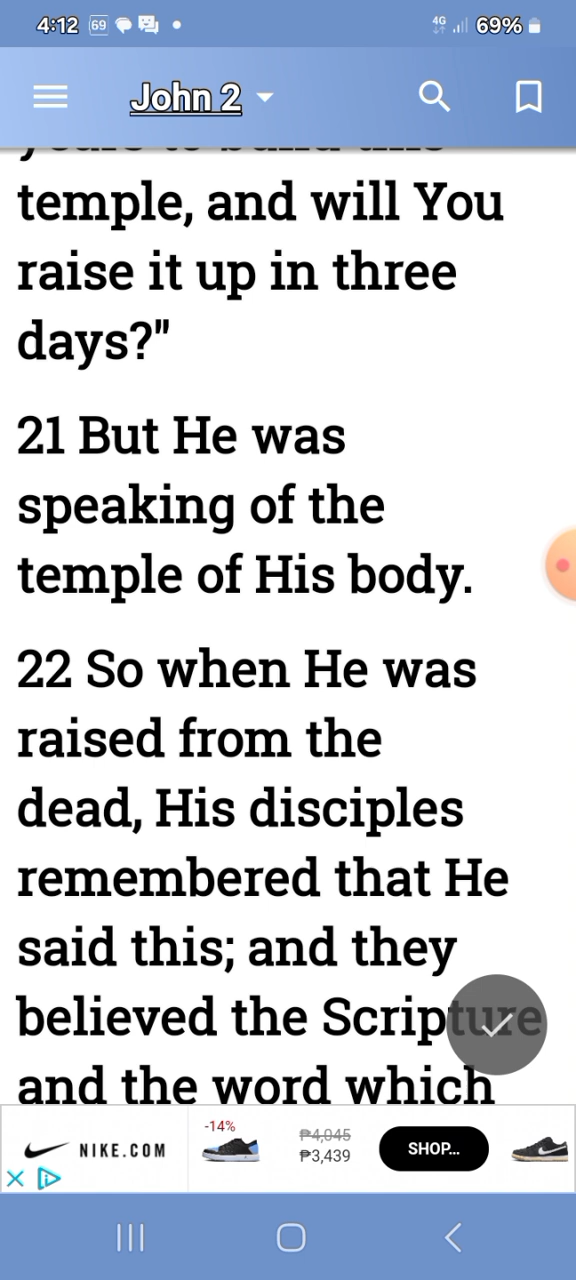 4:12 69 4G 69%
John 2
temple, and will You
raise it up in three
days?"
21 But He was
speaking of the
temple of His body.
22 So when He was
raised from the
dead, His disciples
remembered that He
said this; and they
believed the Scripture
and the word which
-14%
NIKE.COM
₱4,045
₱3,439
SHOP...